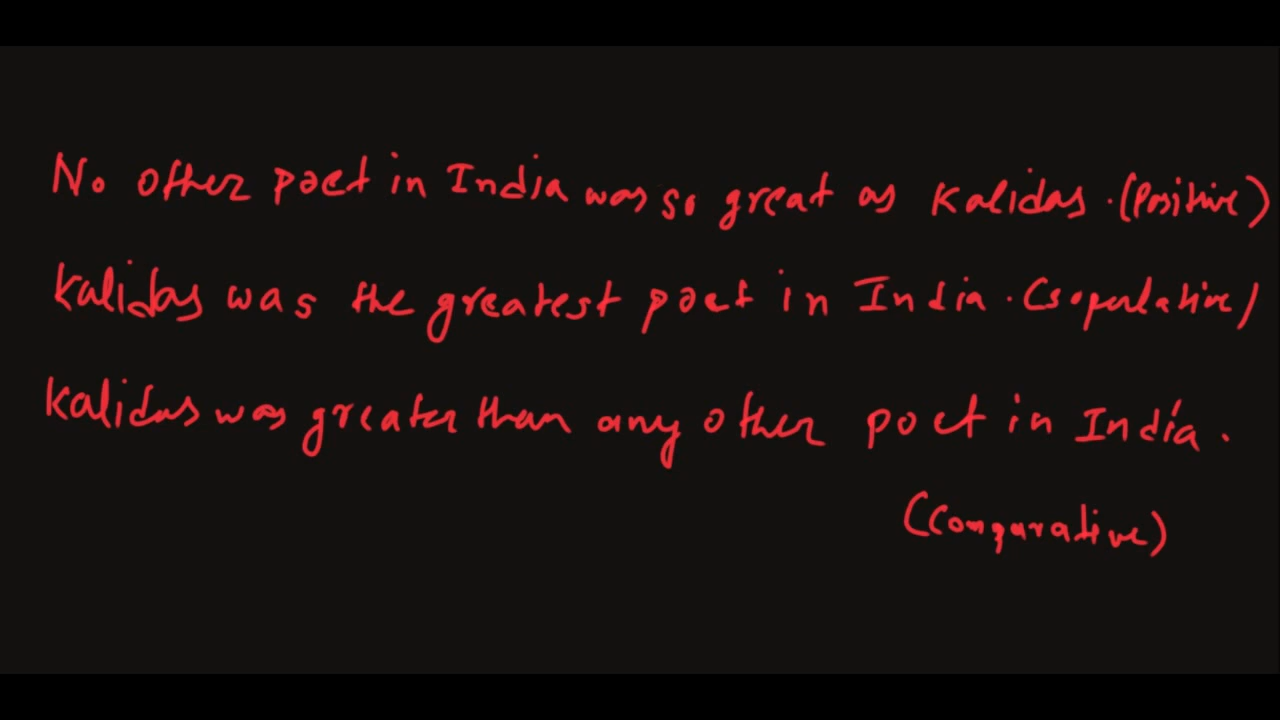 No other poet in India was so great as Kalidas. (Positive)
Kalidas was the greatest poet in India. (Soperlative)
Kalidas was greater than any other poet in India.
(Comparative)